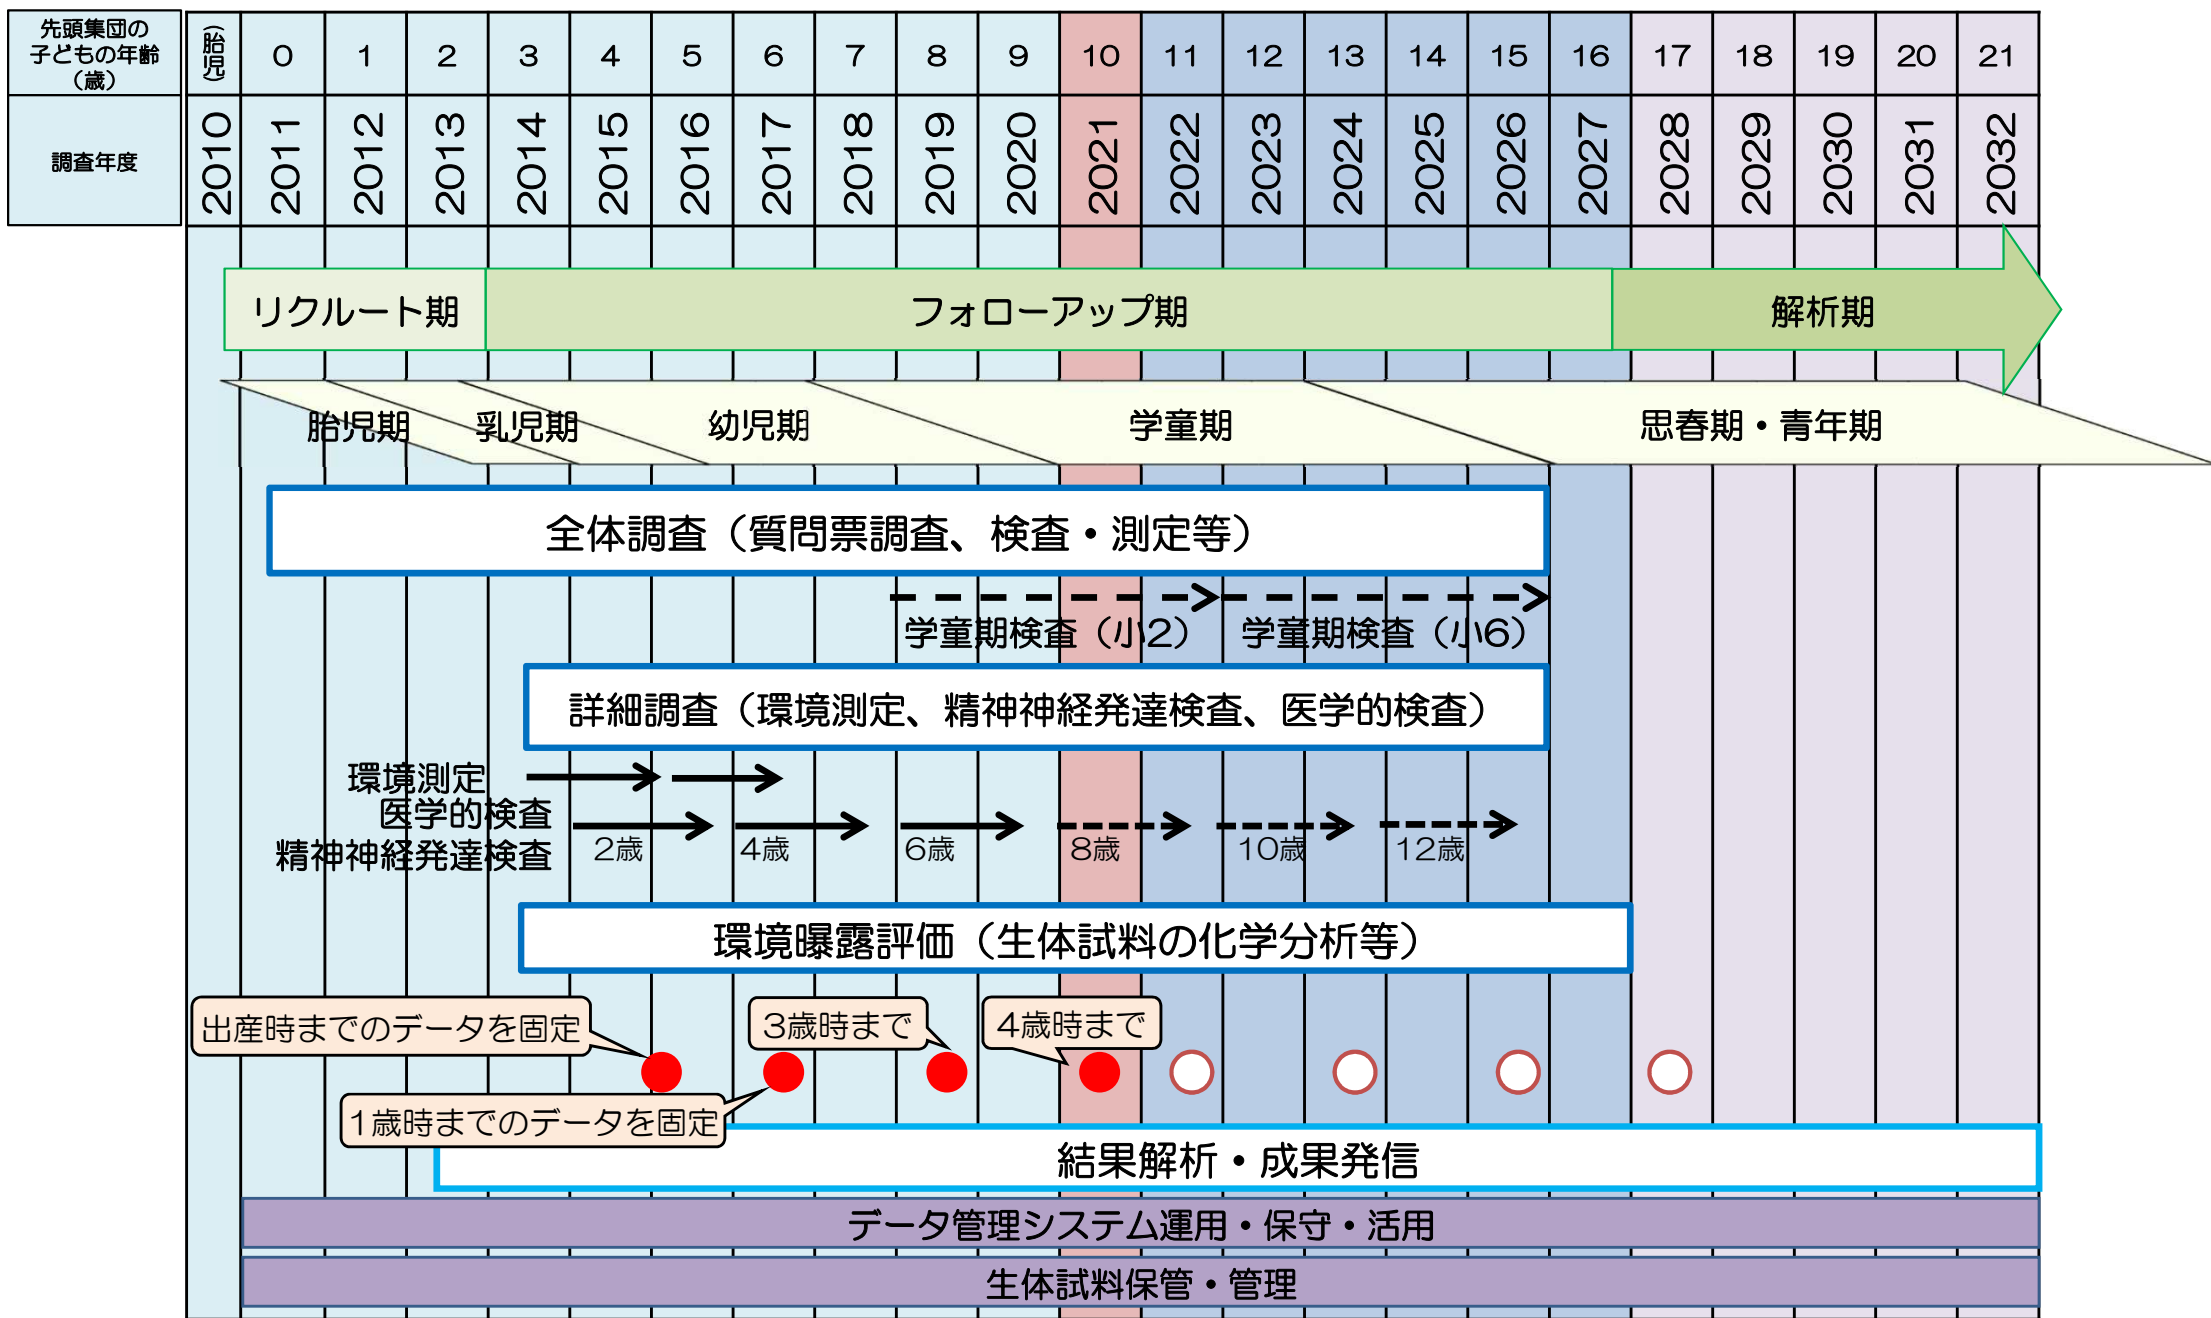 先頭集団の
子どもの年齢
（歳）
（胎児）
0 1 2 3 4 5 6 7 8 9 10 11 12 13 14 15 16 17 18 19 20 21
調査年度
2010 2011 2012 2013 2014 2015 2016 2017 2018 2019 2020 2021 2022 2023 2024 2025 2026 2027 2028 2029 2030 2031 2032
リクルート期 フォローアップ期 解析期
胎児期 乳児期 幼児期 学童期 思春期・青年期
全体調査（質問票調査、検査・測定等）
学童期検査（小2） 学童期検査（小6）
詳細調査（環境測定、精神神経発達検査、医学的検査）
環境測定
医学的検査
精神神経発達検査
2歳 4歳 6歳 8歳 10歳 12歳
環境曝露評価（生体試料の化学分析等）
出産時までのデータを固定 3歳時まで 4歳時まで
1歳時までのデータを固定
結果解析・成果発信
データ管理システム運用・保守・活用
生体試料保管・管理